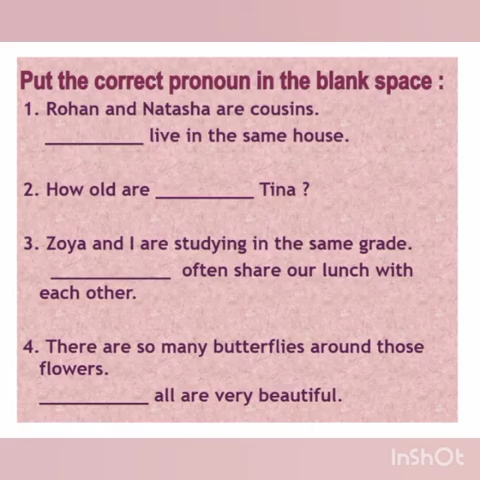 Put the correct pronoun in the blank space :
1. Rohan and Natasha are cousins.
__________ live in the same house.
2. How old are __________ Tina ?
3. Zoya and I are studying in the same grade.
____________ often share our lunch with
each other.
4. There are so many butterflies around those
flowers.
___________ all are very beautiful.
InShOt